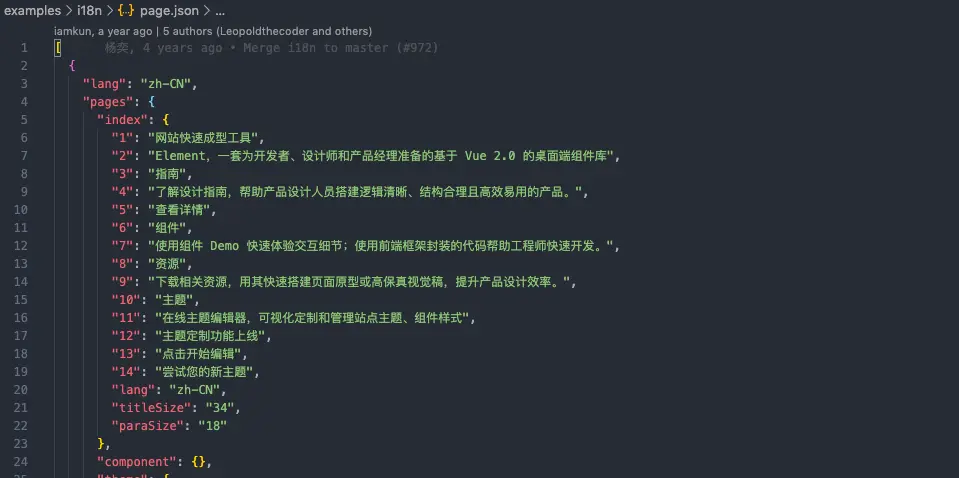 examples > i18n > {..} page.json > ...
iamkun, a year ago | 5 authors (Leopoldthecoder and others)
1 [ 杨奕, 4 years ago • Merge i18n to master (#972)
2 {
3 "lang": "zh-CN",
4 "pages": {
5 "index": {
6 "1": "网站快速成型工具",
7 "2": "Element，一套为开发者、设计师和产品经理准备的基于 Vue 2.0 的桌面端组件库",
8 "3": "指南",
9 "4": "了解设计指南，帮助产品设计人员搭建逻辑清晰、结构合理且高效易用的产品。",
10 "5": "查看详情",
11 "6": "组件",
12 "7": "使用组件 Demo 快速体验交互细节；使用前端框架封装的代码帮助工程师快速开发。",
13 "8": "资源",
14 "9": "下载相关资源，用其快速搭建页面原型或高保真视觉稿，提升产品设计效率。",
15 "10": "主题",
16 "11": "在线主题编辑器，可视化定制和管理站点主题、组件样式",
17 "12": "主题定制功能上线",
18 "13": "点击开始编辑",
19 "14": "尝试您的新主题",
20 "lang": "zh-CN",
21 "titleSize": "34",
22 "paraSize": "18"
23 },
24 "component": {},